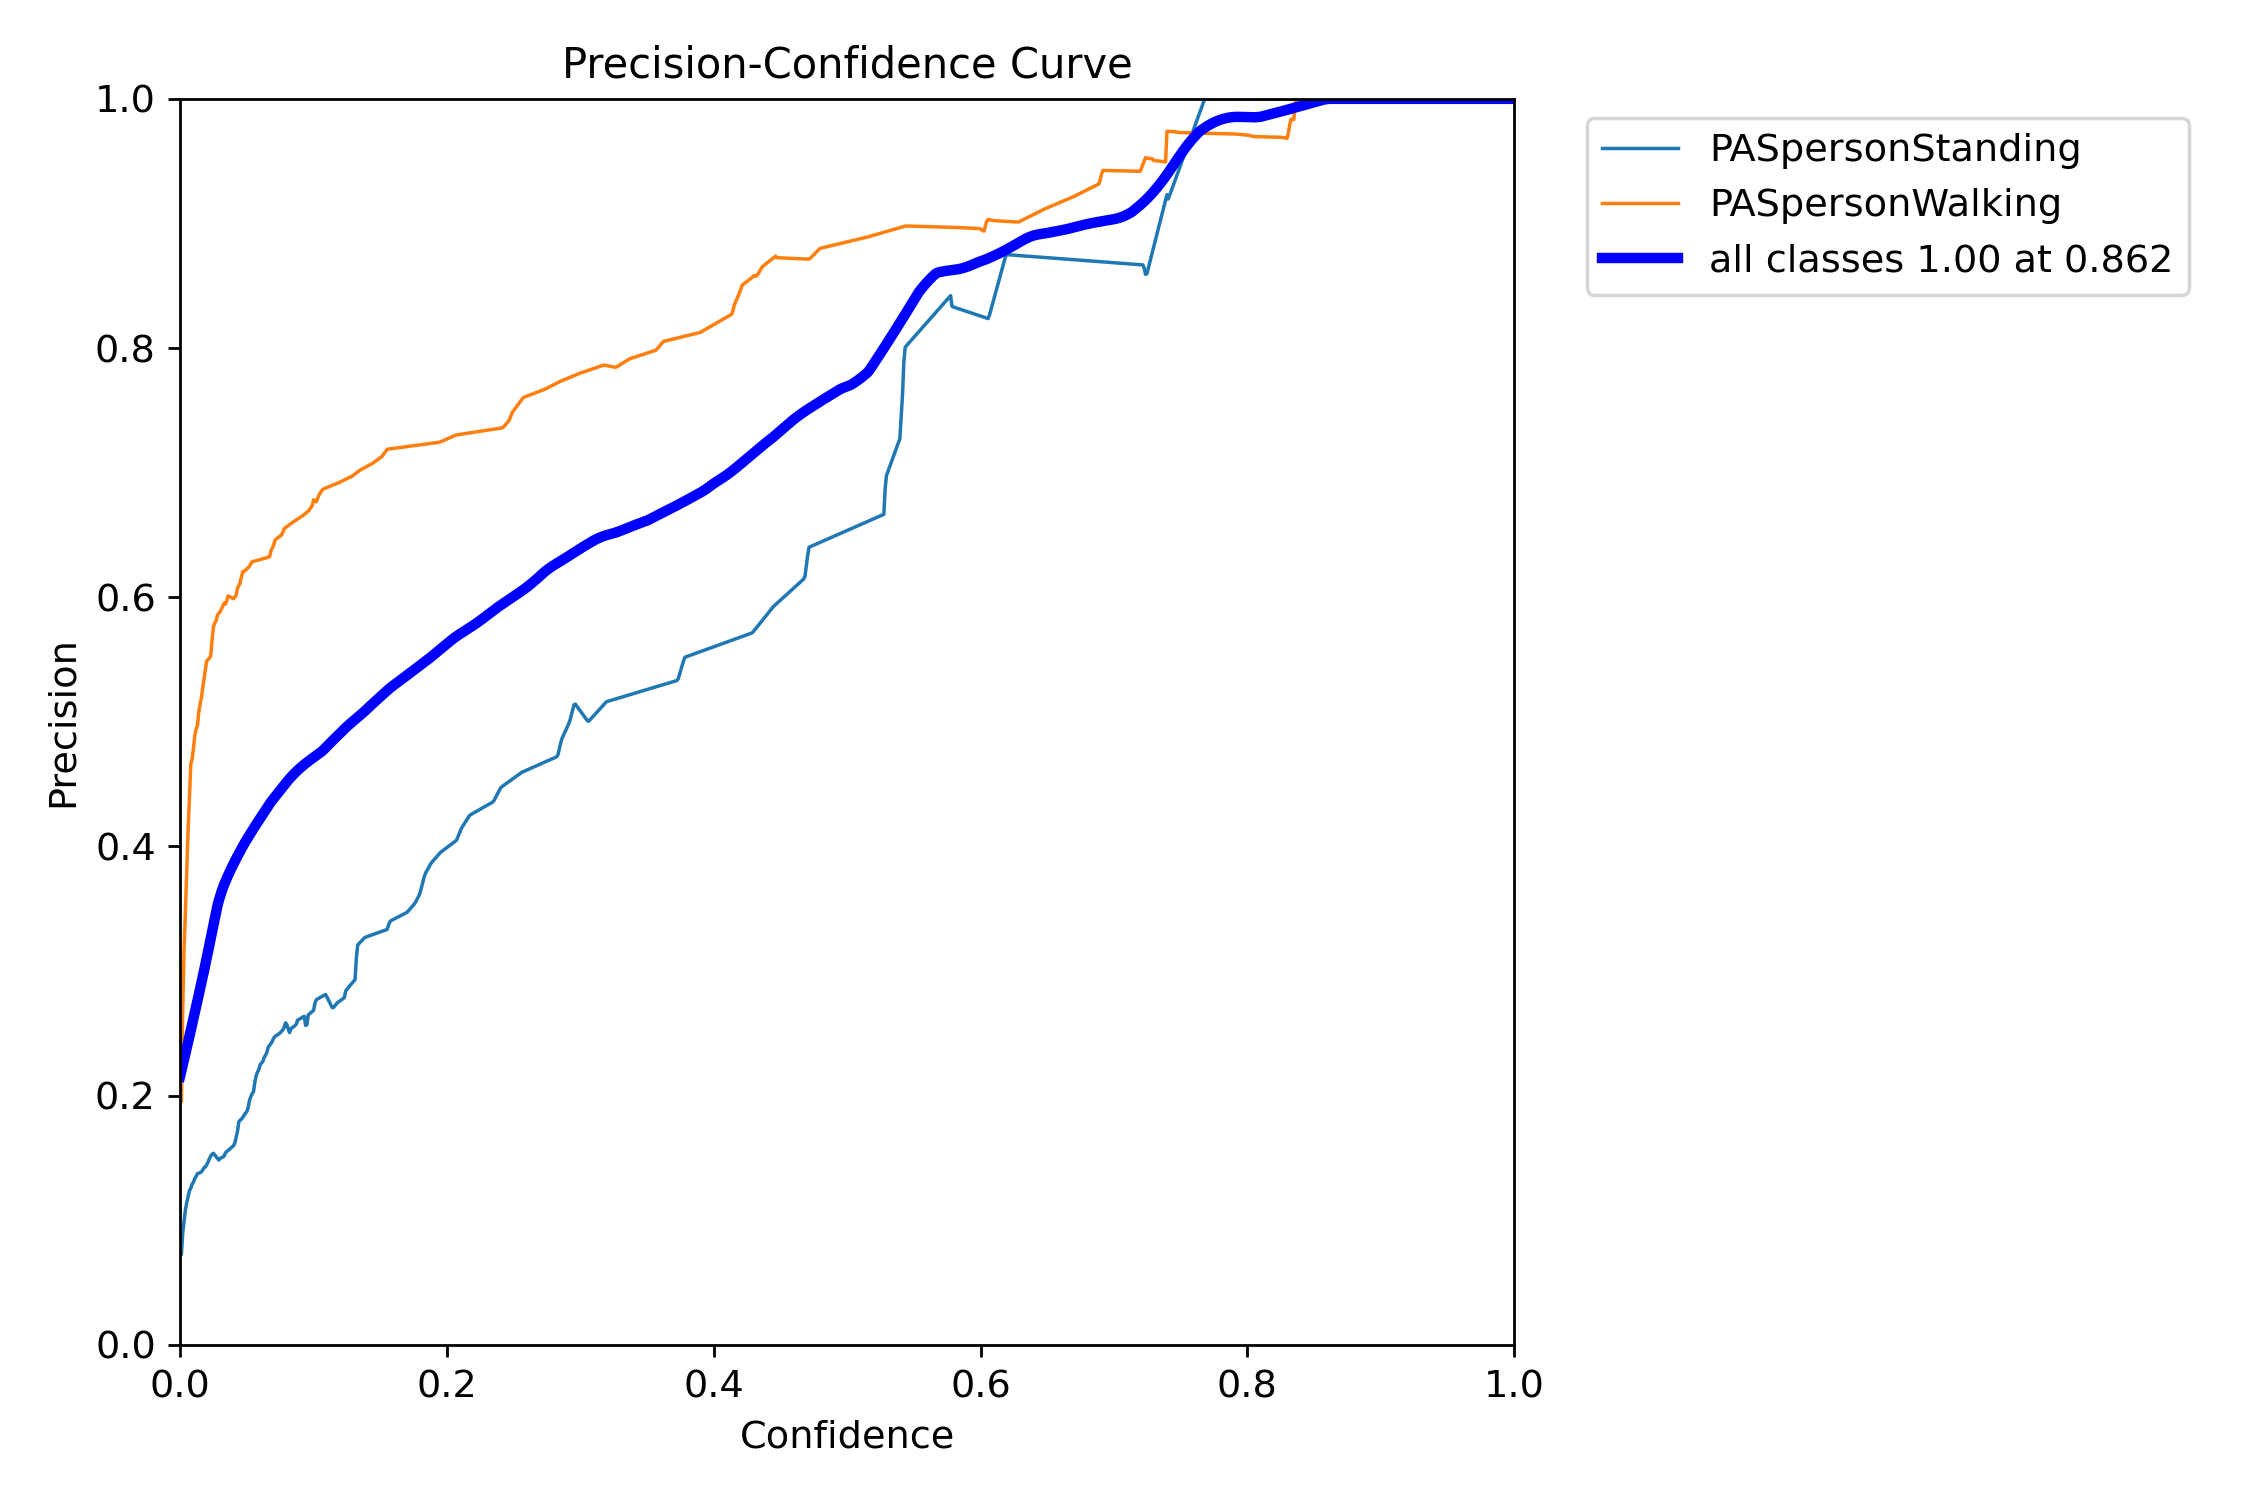 Precision-Confidence Curve
1.0
0.8
0.6
0.4
0.2
0.0
Precision
0.0 0.2 0.4 0.6 0.8 1.0
Confidence
PASpersonStanding
PASpersonWalking
all classes 1.00 at 0.862